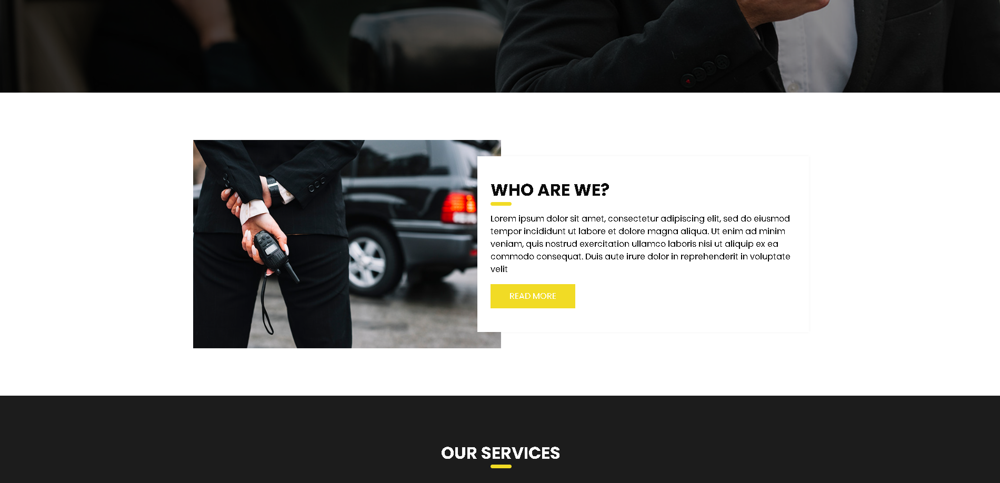 WHO ARE WE?
Lorem ipsum dolor sit amet, consectetur adipiscing elit, sed do eiusmod
tempor incididunt ut labore et dolore magna aliqua. Ut enim ad minim
veniam, quis nostrud exercitation ullamco laboris nisi ut aliquip ex ea
commodo consequat. Duis aute irure dolor in reprehenderit in voluptate
velit
READ MORE
OUR SERVICES